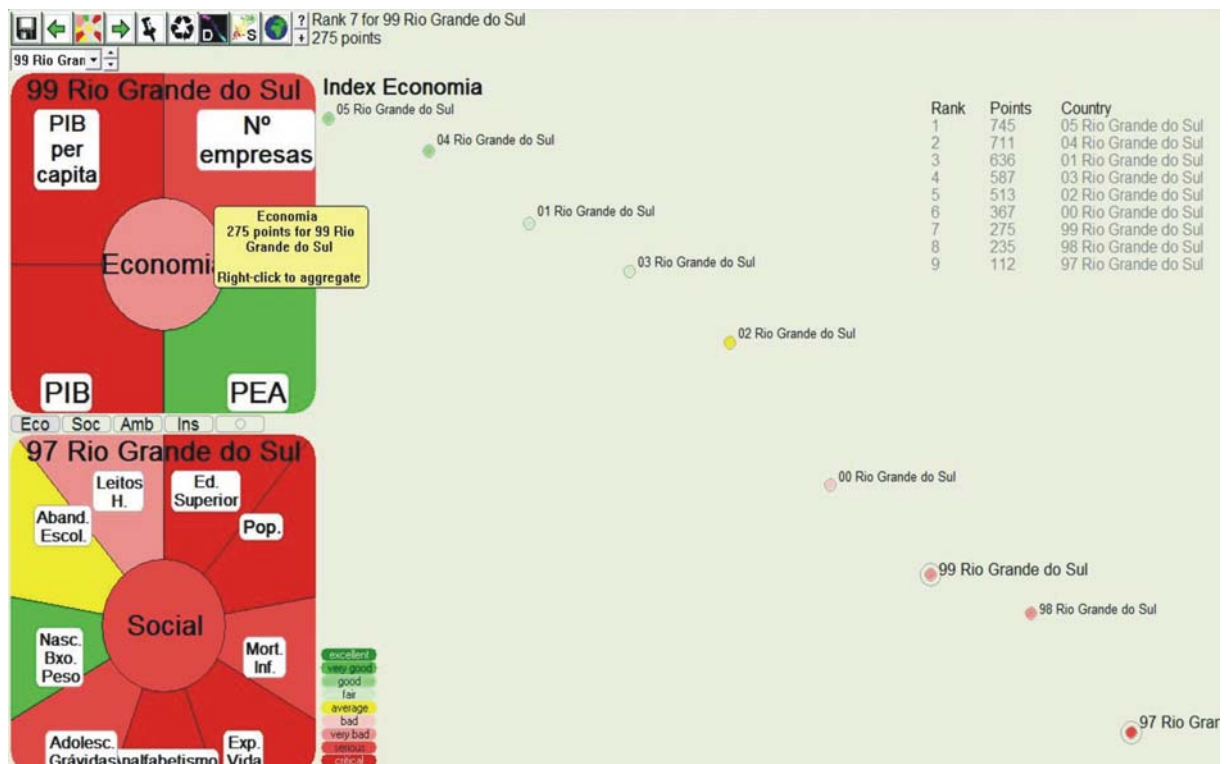 D
S
?
+
Rank 7 for 99 Rio Grande do Sul
275 points
99 Rio Gran
99 Rio Grande do Sul
PIB
per
capita
Nº
empresas
Economi
Economia
275 points for 99 Rio
Grande do Sul
Right-click to aggregate
PIB
PEA
Eco Soc Amb Ins
97 Rio Grande do Sul
Leitos
H.
Ed.
Superior
Aband.
Escol.
Pop.
Social
Nasc.
Bxo.
Peso
Mort.
Inf.
Adolesc.
Grávidas
nalfabetismo
Exp.
Vida
Index Economia
05 Rio Grande do Sul
04 Rio Grande do Sul
01 Rio Grande do Sul
03 Rio Grande do Sul
02 Rio Grande do Sul
00 Rio Grande do Sul
99 Rio Grande do Sul
98 Rio Grande do Sul
97 Rio Gran
Rank Points Country
1 745 05 Rio Grande do Sul
2 711 04 Rio Grande do Sul
3 636 01 Rio Grande do Sul
4 587 03 Rio Grande do Sul
5 513 02 Rio Grande do Sul
6 367 00 Rio Grande do Sul
7 275 99 Rio Grande do Sul
8 235 98 Rio Grande do Sul
9 112 97 Rio Grande do Sul
excellent
very good
good
fair
average
bad
very bad
serious
critical